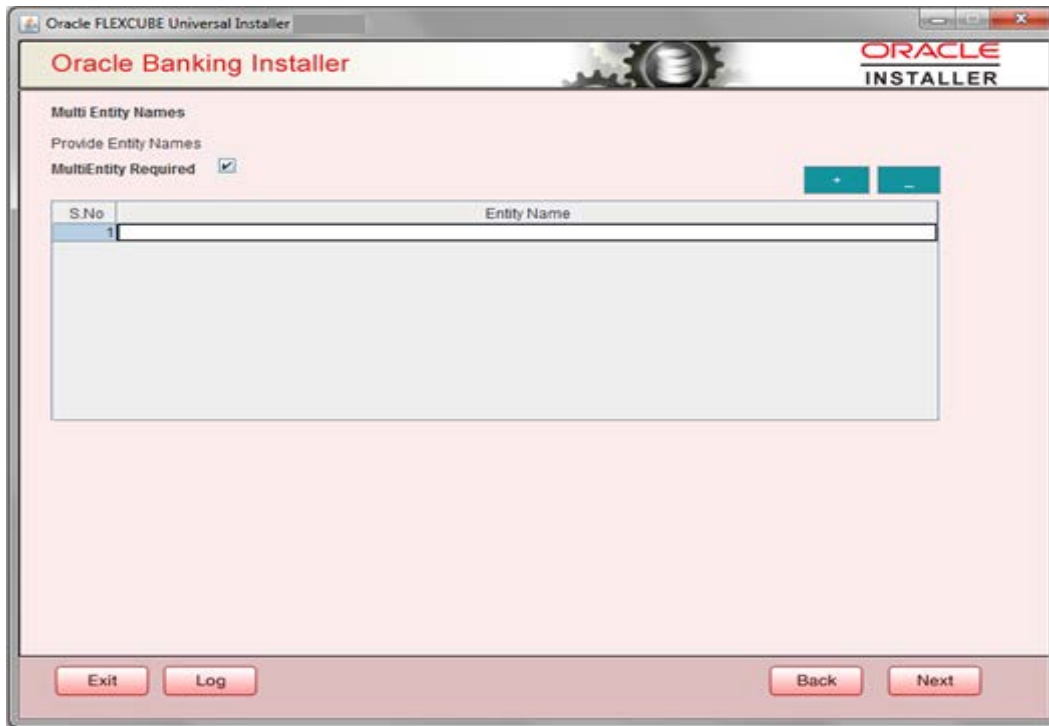 Oracle FLEXCUBE Universal Installer
Oracle Banking Installer
ORACLE
INSTALLER
Multi Entity Names
Provide Entity Names
MultiEntity Required
+ _
S.No Entity Name
1
Exit Log Back Next